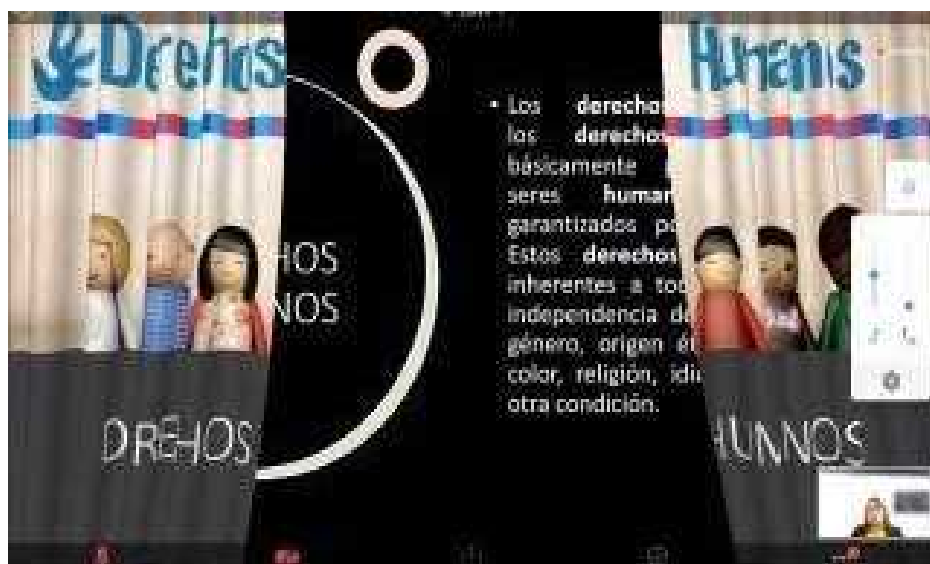 Drehos
Humanis
HOS
NOS
• Los derechos
los derechos
básicamente
seres human
garantizados po
Estos derechos
inherentes a tod
independencia de
género, origen ét
color, religión, idi
otra condición.
DREHOS
HUNNOS